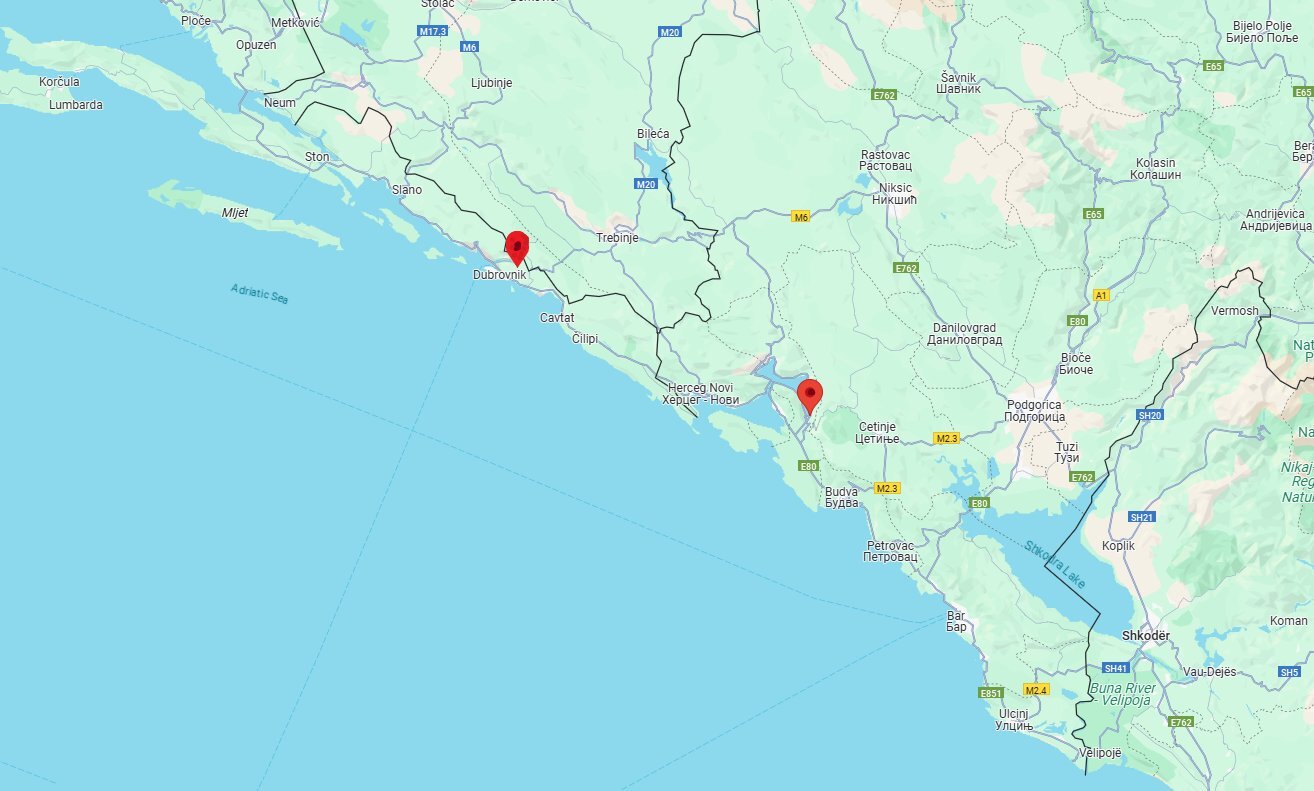 Ploče
Metković
Stolac
M17.3
M6
M20
Bijelo Polje
Бијело Поље
Opuzen
E65
Ljubinje
Šavnik
Шавник
E762
E65
Korčula
Lumbarda
Neum
Bileća
Ston
Rastovac
Растовац
Kolasin
Колашин
M20
Niksic
Никшић
Slano
Mljet
M6
E65
Andrijevica
Андријевица
Trebinje
Dubrovnik
E762
Adriatic Sea
A1
Cavtat
E80
Vermosh
Čilipi
Danilovgrad
Даниловград
Bioče
Биоче
Herceg Novi
Херцег - Нови
Podgorica
Подгорица
SH20
Cetinje
Цетиње
M2.3
Tuzi
Тузи
E80
E762
Budva
Будва
M2.3
E80
SH21
Petrovac
Петровац
Shkodra Lake
Koplik
Bar
Бар
Koman
Shkodër
SH41
Vau-Dejës
SH5
E851
M2.4
Buna River
- Velipoja
Ulcinj
Улцињ
E762
Velipojë